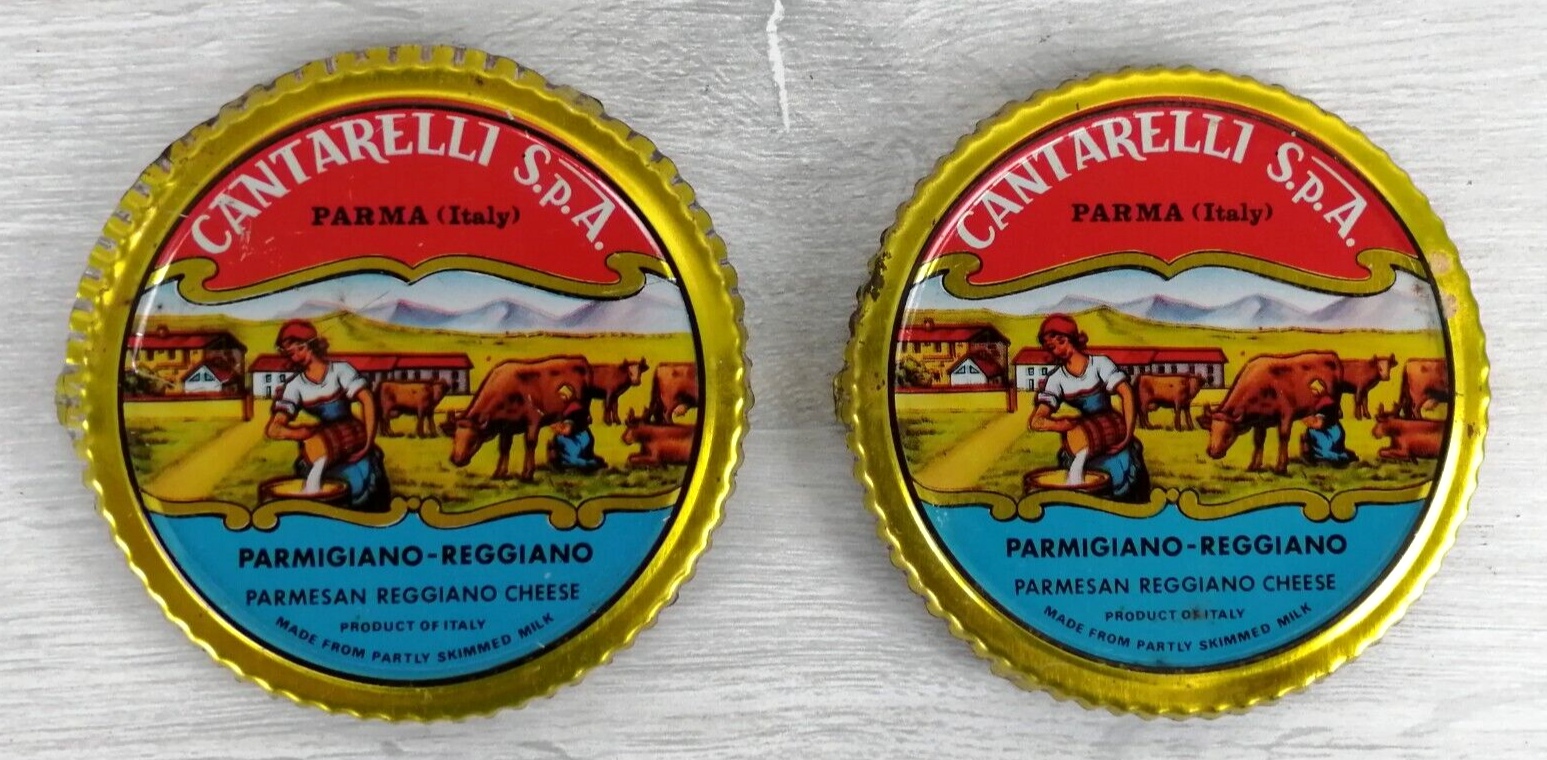 CANTARELLI S.p.A.
PARMA (Italy)
PARMIGIANO-REGGIANO
PARMESAN REGGIANO CHEESE
PRODUCT OF ITALY
MADE FROM PARTLY SKIMMED MILK
CANTARELLI S.p.A.
PARMA (Italy)
PARMIGIANO-REGGIANO
PARMESAN REGGIANO CHEESE
PRODUCT OF ITALY
MADE FROM PARTLY SKIMMED MILK